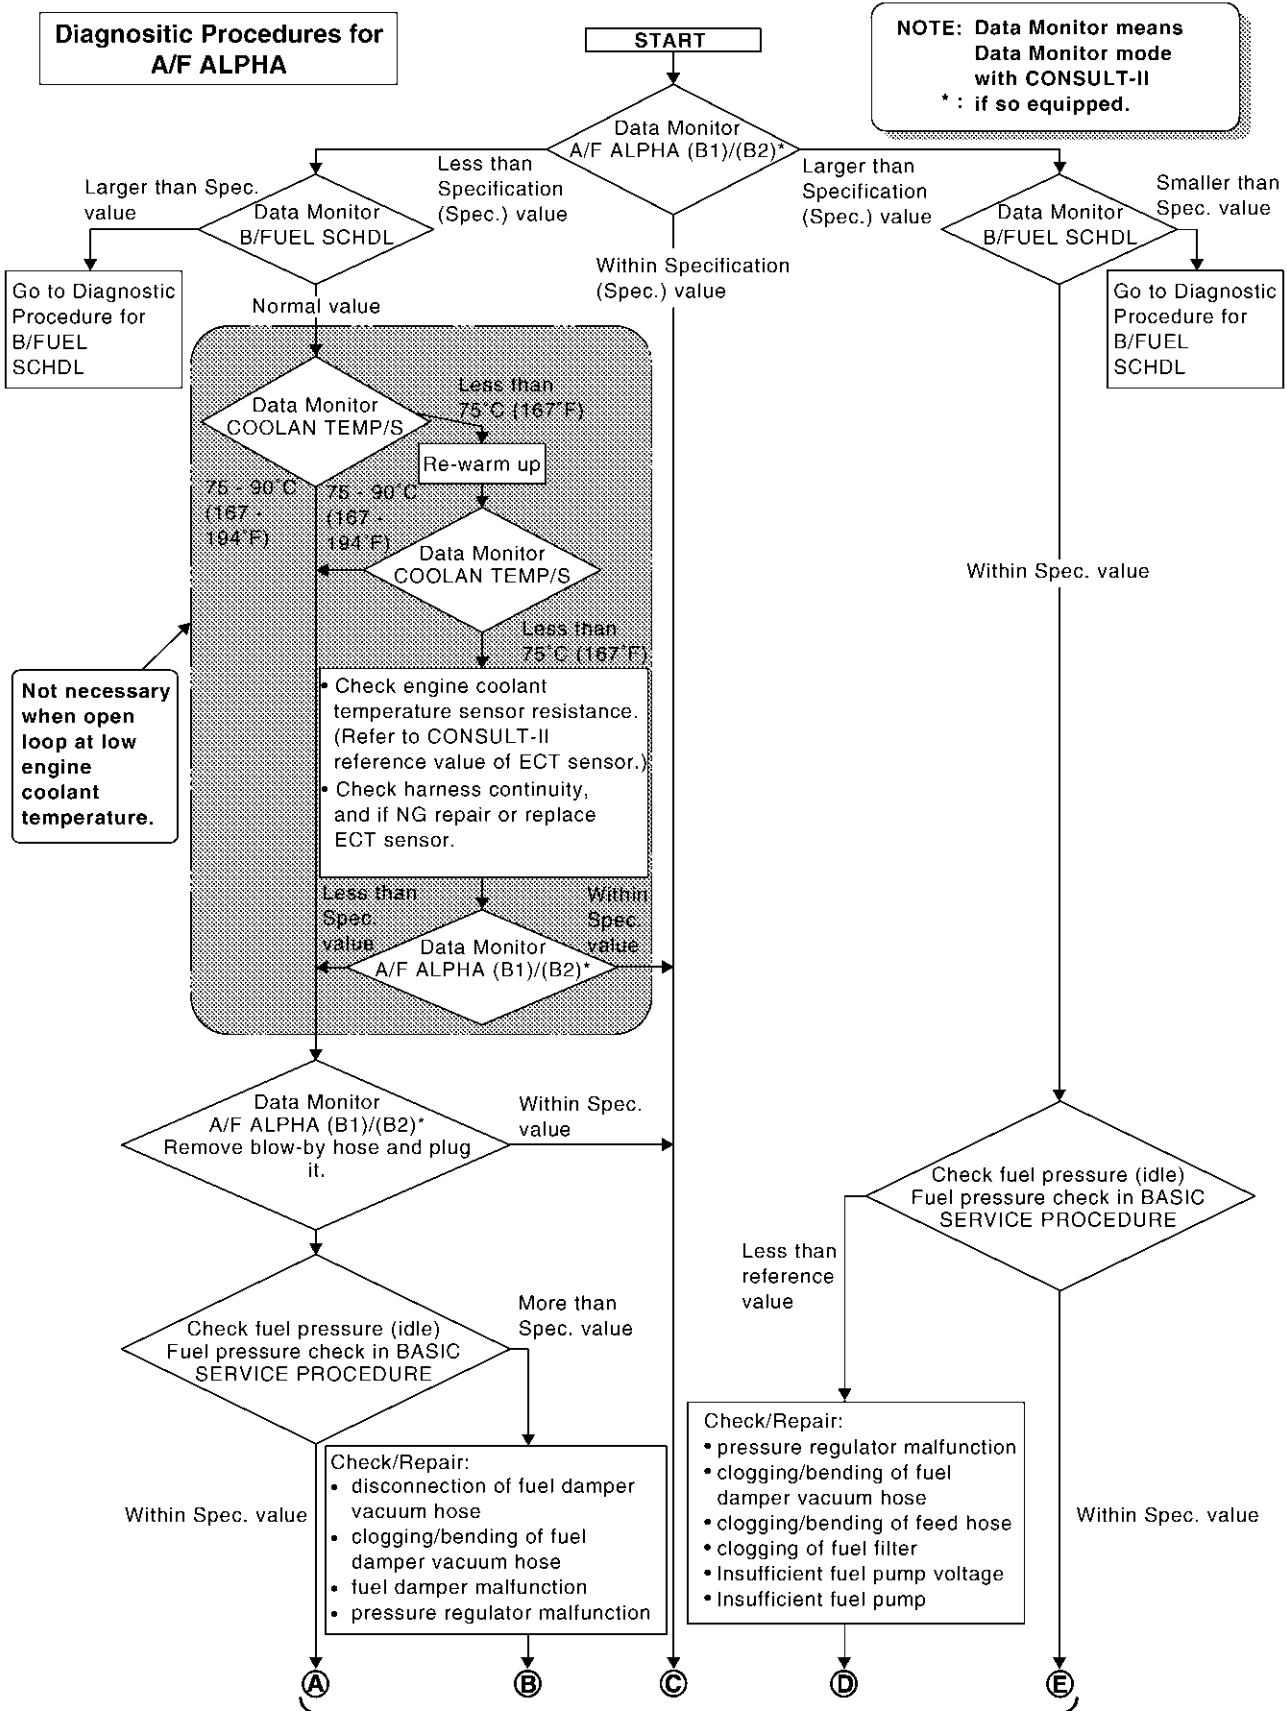 Diagnositic Procedures for
A/F ALPHA
START
NOTE: Data Monitor means
Data Monitor mode
with CONSULT-II
* : if so equipped.
Data Monitor
A/F ALPHA (B1)/(B2)*
Less than
Specification
(Spec.) value
Larger than
Specification
(Spec.) value
Within Specification
(Spec.) value
Larger than Spec.
value
Data Monitor
B/FUEL SCHDL
Go to Diagnostic
Procedure for
B/FUEL
SCHDL
Normal value
Data Monitor
B/FUEL SCHDL
Smaller than
Spec. value
Go to Diagnostic
Procedure for
B/FUEL
SCHDL
Data Monitor
COOLAN TEMP/S
Less than
75˚C (167˚F)
Re-warm up
75 - 90˚C
(167 -
194˚F)
75 - 90˚C
(167 -
194˚F)
Data Monitor
COOLAN TEMP/S
Within Spec. value
Less than
75˚C (167˚F)
Not necessary
when open
loop at low
engine
coolant
temperature.
• Check engine coolant
temperature sensor resistance.
(Refer to CONSULT-II
reference value of ECT sensor.)
• Check harness continuity,
and if NG repair or replace
ECT sensor.
Less than
Spec.
value
Within
Spec.
value
Data Monitor
A/F ALPHA (B1)/(B2)*
Data Monitor
A/F ALPHA (B1)/(B2)*
Remove blow-by hose and plug
it.
Within Spec.
value
Check fuel pressure (idle)
Fuel pressure check in BASIC
SERVICE PROCEDURE
Less than
reference
value
More than
Spec. value
Check fuel pressure (idle)
Fuel pressure check in BASIC
SERVICE PROCEDURE
Within Spec. value
Check/Repair:
• disconnection of fuel damper
vacuum hose
• clogging/bending of fuel
damper vacuum hose
• fuel damper malfunction
• pressure regulator malfunction
Check/Repair:
• pressure regulator malfunction
• clogging/bending of fuel
damper vacuum hose
• clogging/bending of feed hose
• clogging of fuel filter
• Insufficient fuel pump voltage
• Insufficient fuel pump
Within Spec. value
A B C D E